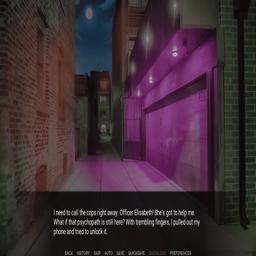 I need to call the cops right away. Officer Elisabeth! She's got to help me.
What if that psychopath is still here? With trembling fingers, I pulled out my
phone and tried to unlock it.
BACK HISTORY SKIP AUTO SAVE QUICKSAVE PREFERENCES